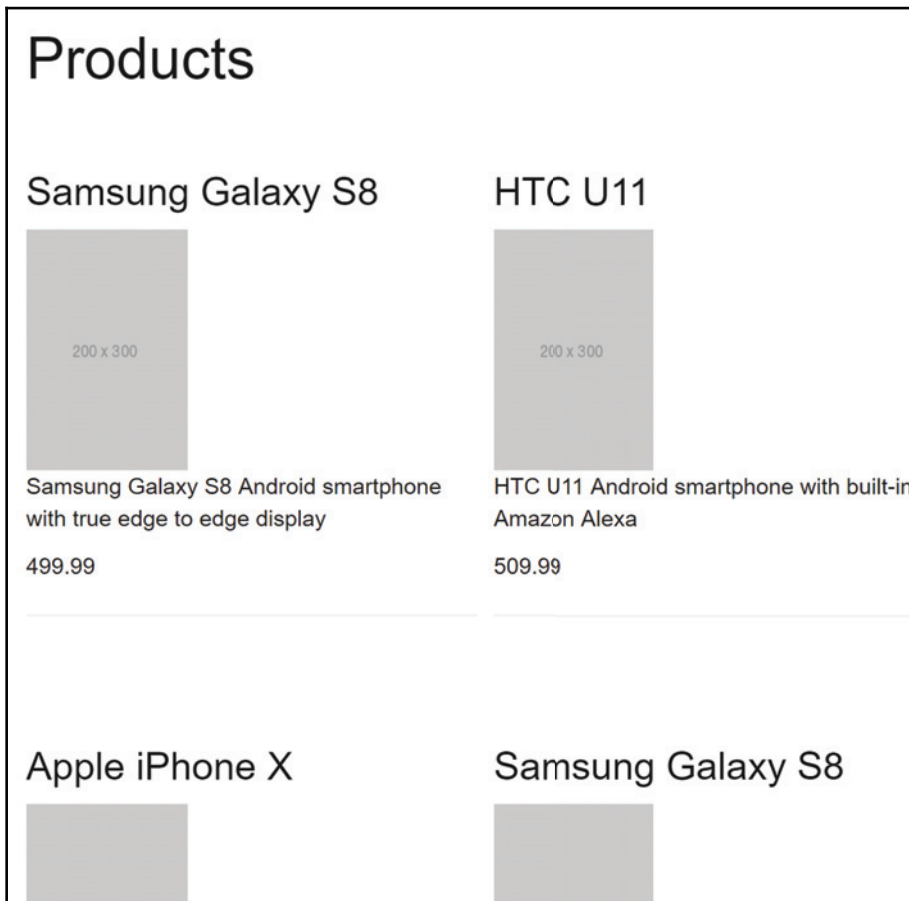 Products
Samsung Galaxy S8
200 x 300
Samsung Galaxy S8 Android smartphone
with true edge to edge display
499.99
HTC U11
200 x 300
HTC U11 Android smartphone with built-in
Amazon Alexa
509.99
Apple iPhone X
Samsung Galaxy S8